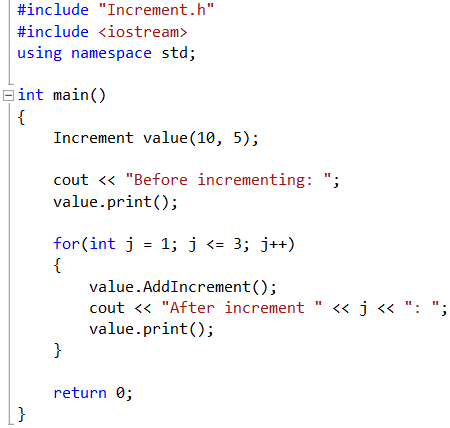 #include "Increment.h"
#include <iostream>
using namespace std;
int main()
{
Increment value(10, 5);
cout << "Before incrementing: ";
value.print();
for(int j = 1; j <= 3; j++)
{
value.AddIncrement();
cout << "After increment " << j << ": ";
value.print();
}
return 0;
}